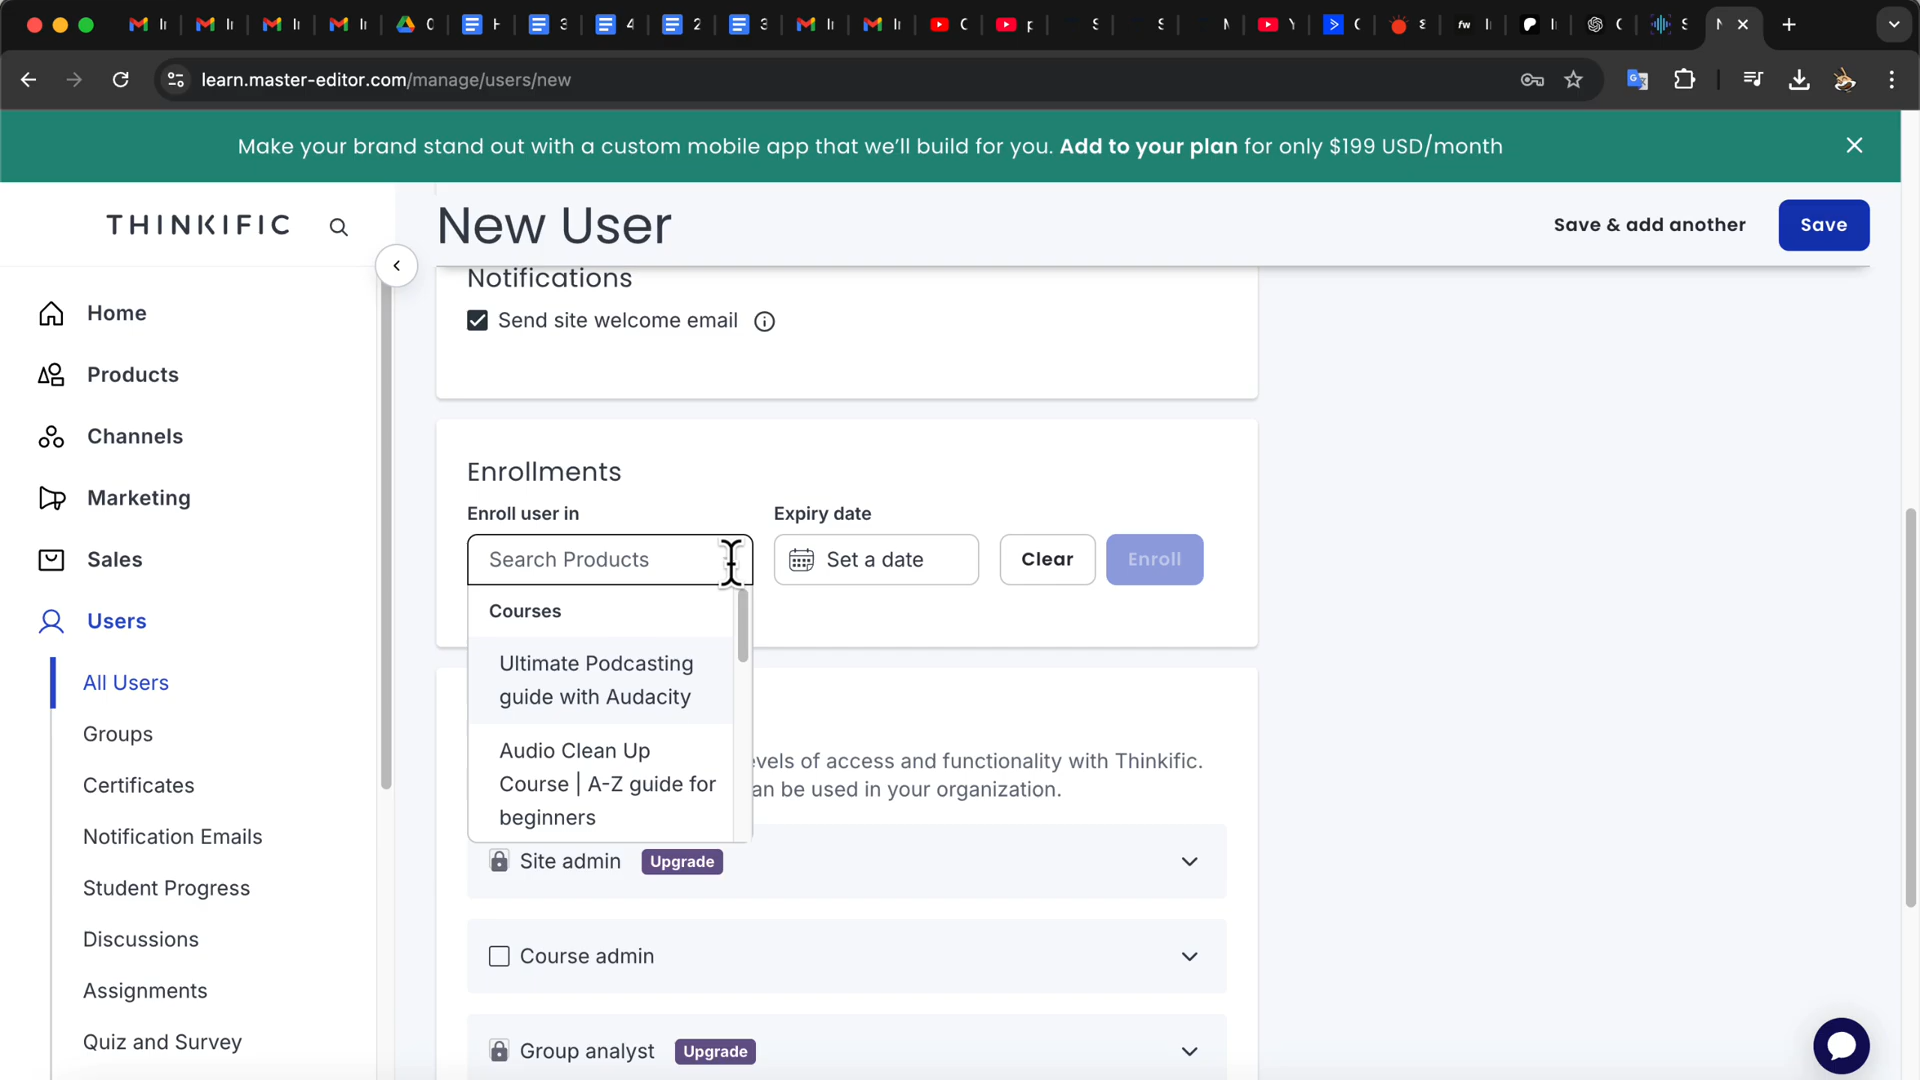 learn.master-editor.com/manage/users/new
Make your brand stand out with a custom mobile app that we'll build for you. Add to your plan for only $199 USD/month
THINKIFIC
New User
Save & add another
Save
Notifications
Send site welcome email
Home
Products
Channels
Marketing
Sales
Users
All Users
Groups
Certificates
Notification Emails
Student Progress
Discussions
Assignments
Quiz and Survey
Enrollments
Enroll user in
Expiry date
Search Products
Set a date
Clear
Enroll
Courses
Ultimate Podcasting
guide with Audacity
Audio Clean Up
Course | A-Z guide for
beginners
levels of access and functionality with Thinkific.
can be used in your organization.
Site admin
Upgrade
Course admin
Group analyst
Upgrade